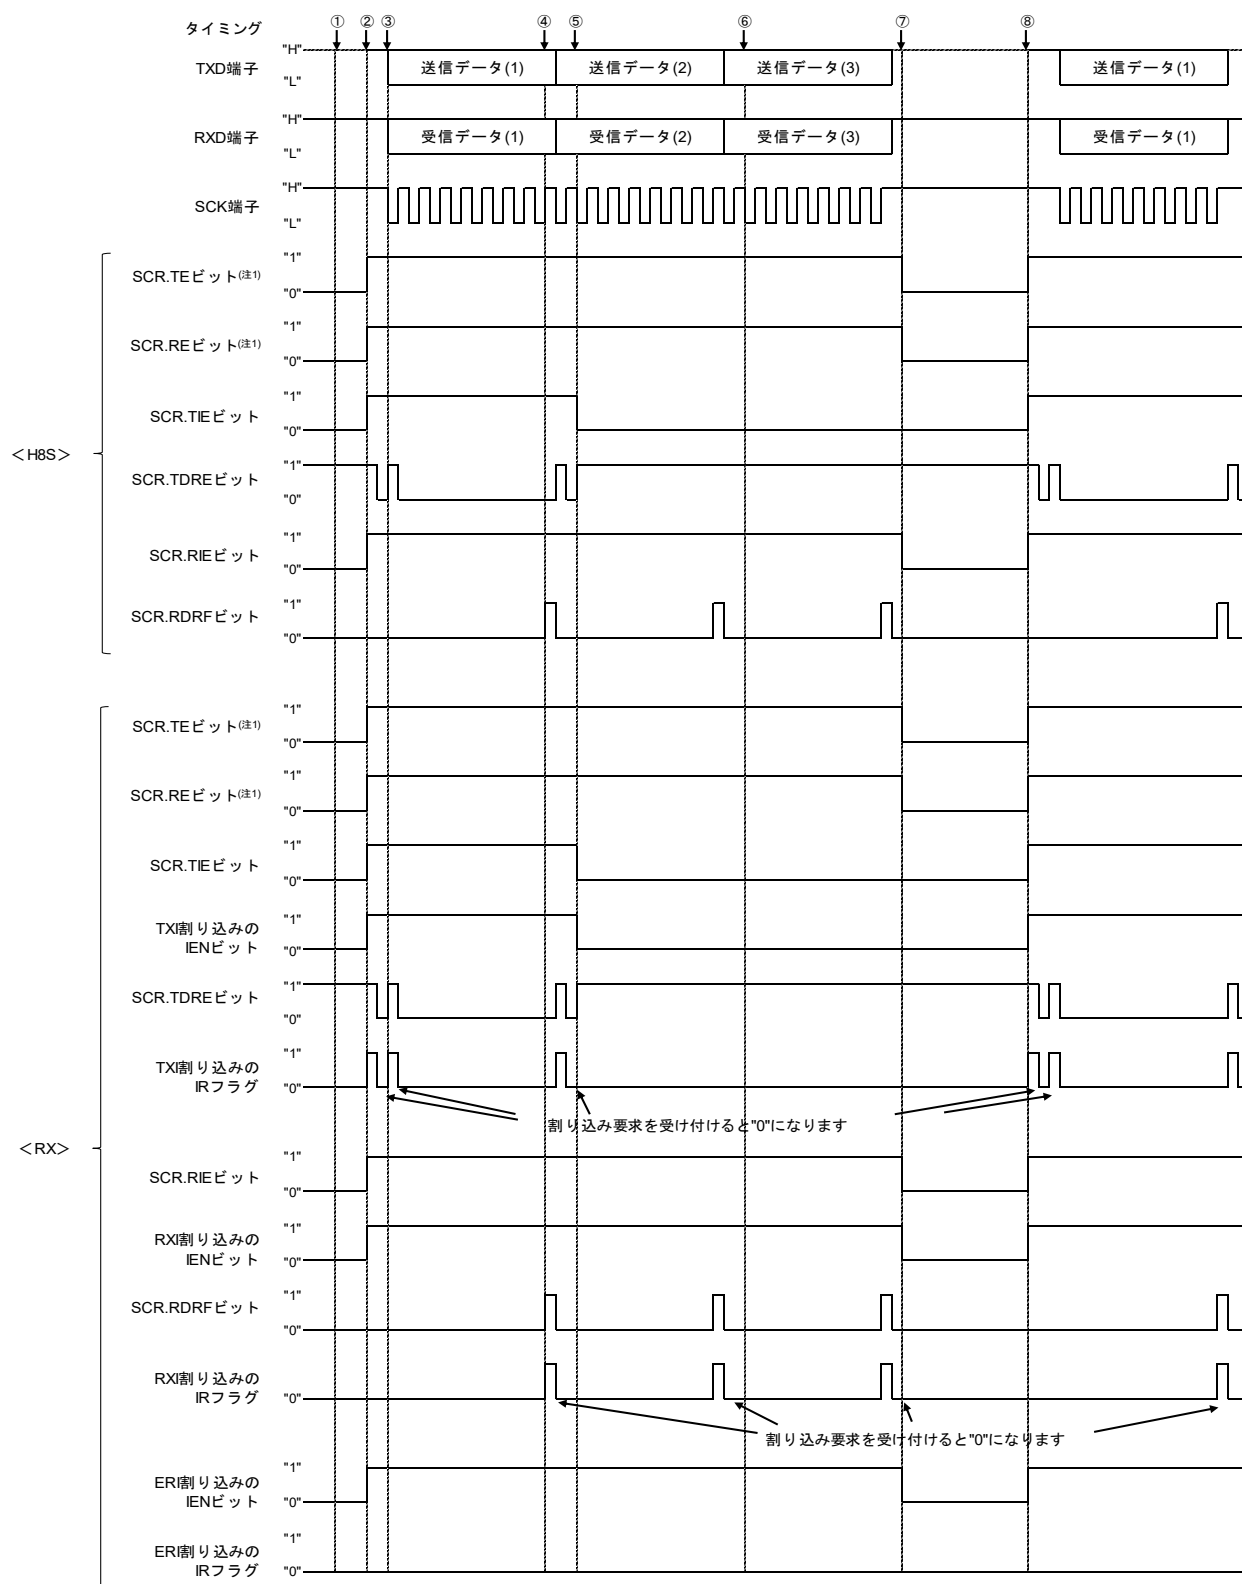 タイミング ① ② ③ ④ ⑤ ⑥ ⑦ ⑧
TXD端子 "H" "L" 送信データ(1) 送信データ(2) 送信データ(3) 送信データ(1)
RXD端子 "H" "L" 受信データ(1) 受信データ(2) 受信データ(3) 受信データ(1)
SCK端子 "H" "L"
<H8S>
SCR.TEビット(注1) "1" "0"
SCR.REビット(注1) "1" "0"
SCR.TIEビット "1" "0"
SCR.TDREビット "1" "0"
SCR.RIEビット "1" "0"
SCR.RDRFビット "1" "0"
<RX>
SCR.TEビット(注1) "1" "0"
SCR.REビット(注1) "1" "0"
SCR.TIEビット "1" "0"
TXI割り込みの "1"
IENビット "0"
SCR.TDREビット "1" "0"
TXI割り込みの "1"
IRフラグ "0"
割り込み要求を受け付けると"0"になります
SCR.RIEビット "1" "0"
RXI割り込みの "1"
IENビット "0"
SCR.RDRFビット "1" "0"
RXI割り込みの
IRフラグ "0"
割り込み要求を受け付けると"0"になります
ERI割り込みの "1"
IENビット "0"
ERI割り込みの "1"
IRフラグ "0"